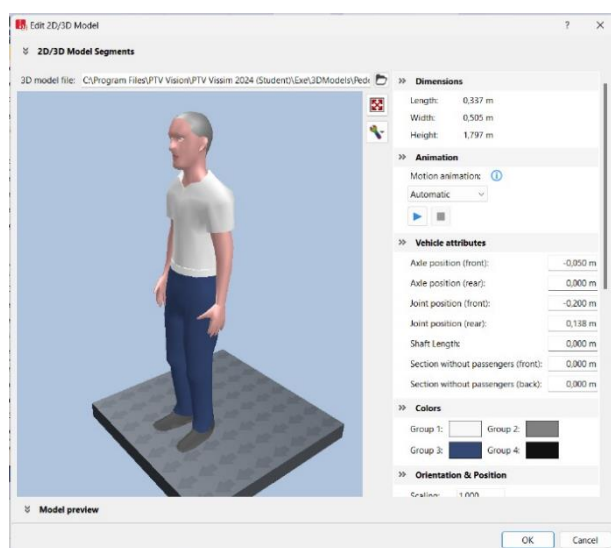 Edit 2D/3D Model
2D/3D Model Segments
3D model file: C:\Program Files\PTV Vision\PTV Vissim 2024 (Student)\Exe\3DModels\Pede
Dimensions
Length: 0,337 m
Width: 0,505 m
Height: 1,797 m
Animation
Motion animation:
Automatic
Vehicle attributes
Axle position (front): -0,050 m
Axle position (rear): 0,000 m
Joint position (front): -0,200 m
Joint position (rear): 0,138 m
Shaft Length: 0,000 m
Section without passengers (front): 0,000 m
Section without passengers (back): 0,000 m
Colors
Group 1: Group 2:
Group 3: Group 4:
Orientation & Position
Scaling: 1,000
Model preview
OK Cancel